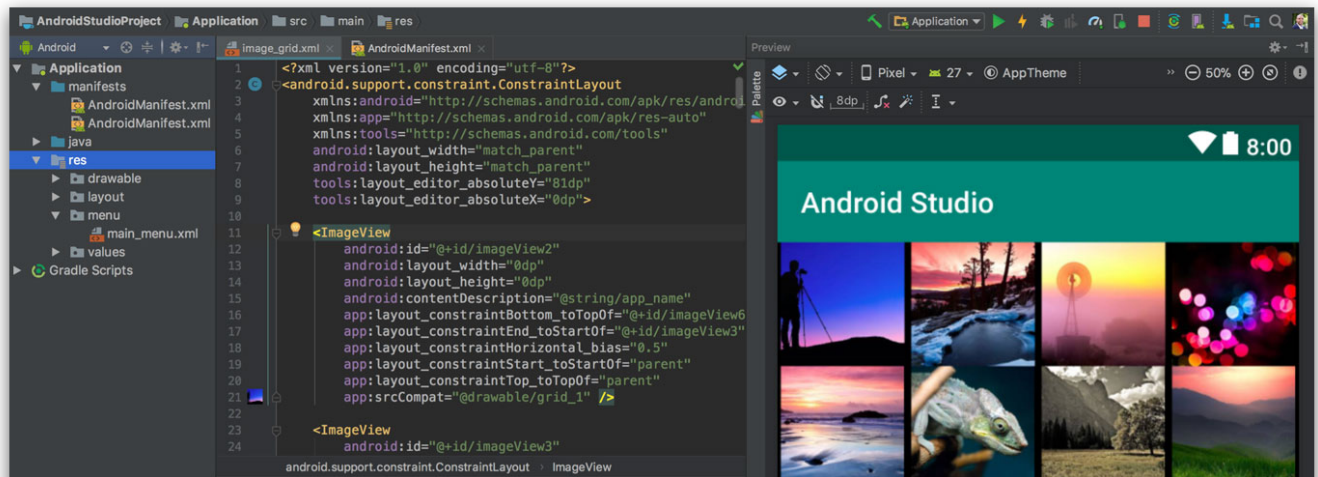 AndroidStudioProject Application src main res
Application
Android
image_grid.xml
AndroidManifest.xml
Preview
Application
manifests
AndroidManifest.xml
AndroidManifest.xml
java
res
drawable
layout
menu
main_menu.xml
values
Gradle Scripts
1 <?xml version="1.0" encoding="utf-8"?>
2 <android.support.constraint.ConstraintLayout
3 xmlns:android="http://schemas.android.com/apk/res/androi
4 xmlns:app="http://schemas.android.com/apk/res-auto"
5 xmlns:tools="http://schemas.android.com/tools"
6 android:layout_width="match_parent"
7 android:layout_height="match_parent"
8 tools:layout_editor_absoluteY="81dp"
9 tools:layout_editor_absoluteX="0dp">
10
11 <ImageView
12 android:id="@+id/imageView2"
13 android:layout_width="0dp"
14 android:layout_height="0dp"
15 android:contentDescription="@string/app_name"
16 app:layout_constraintBottom_toTopOf="@+id/imageView6
17 app:layout_constraintEnd_toStartOf="@+id/imageView3"
18 app:layout_constraintHorizontal_bias="0.5"
19 app:layout_constraintStart_toStartOf="parent"
20 app:layout_constraintTop_toTopOf="parent"
21 app:srcCompat="@drawable/grid_1" />
22
23 <ImageView
24 android:id="@+id/imageView3"
android.support.constraint.ConstraintLayout › ImageView
Palette
Pixel 27 AppTheme » 50%
8dp
8:00
Android Studio